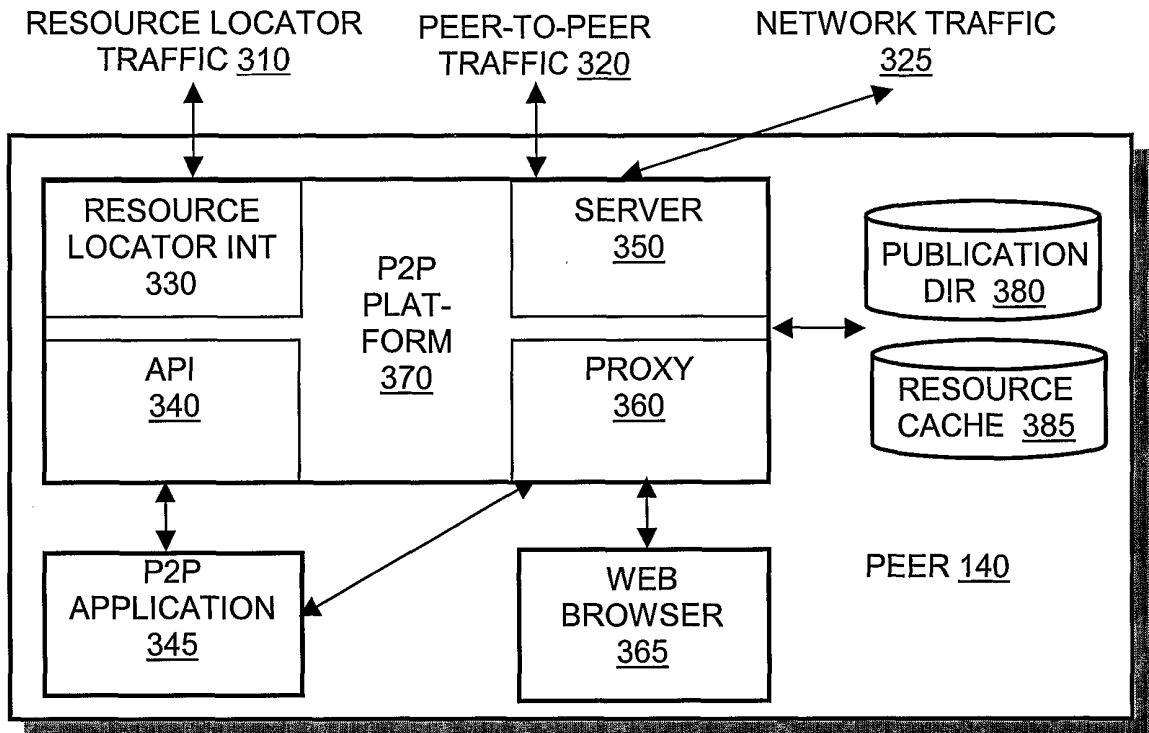 RESOURCE LOCATOR
TRAFFIC 310
PEER-TO-PEER
TRAFFIC 320
NETWORK TRAFFIC
325
RESOURCE
LOCATOR INT
330
P2P
PLAT-
FORM
370
SERVER
350
API
340
PROXY
360
PUBLICATION
DIR 380
RESOURCE
CACHE 385
P2P
APPLICATION
345
WEB
BROWSER
365
PEER 140